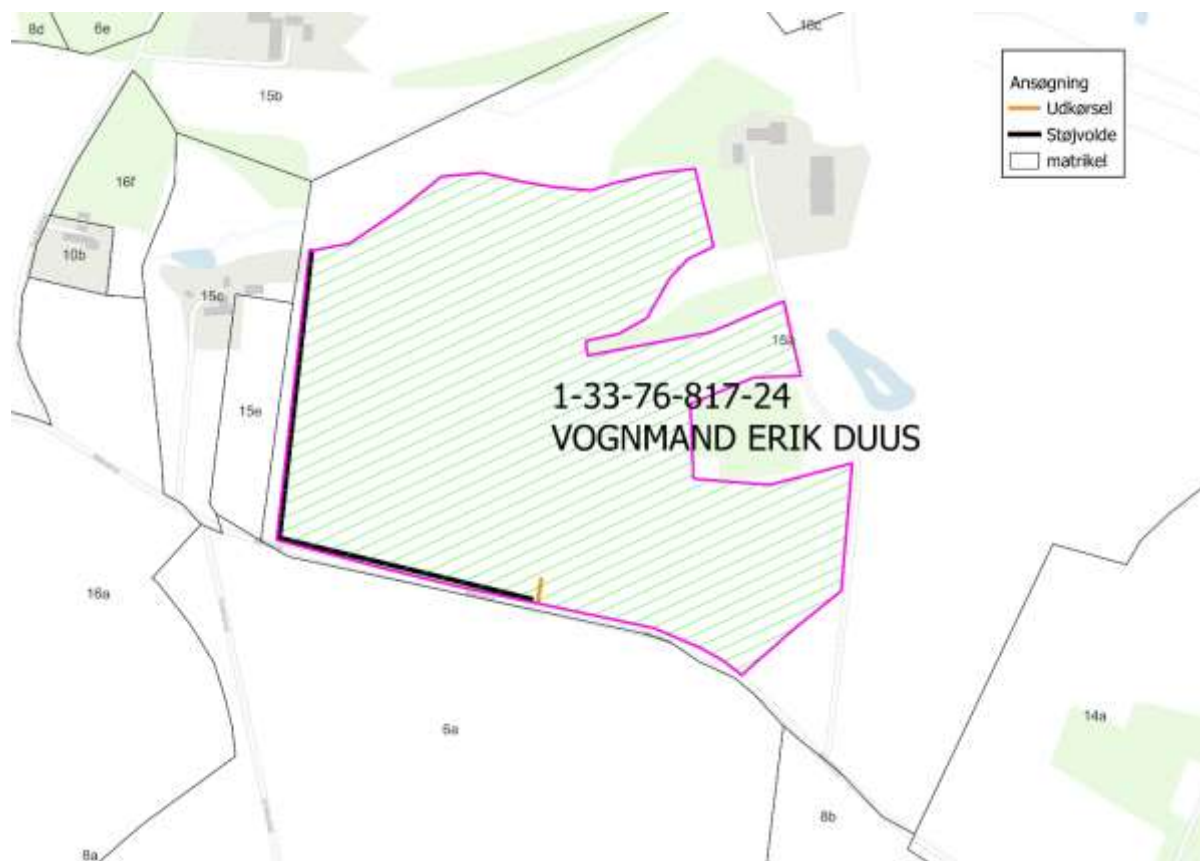 8d
6e
18c
15b
Ansøgning
Udkørsel
Støjvolde
matrikel
16f
10b
15c
15a
1-33-76-817-24
15e
VOGNMAND ERIK DUUS
16a
6a
14a
8b
8a